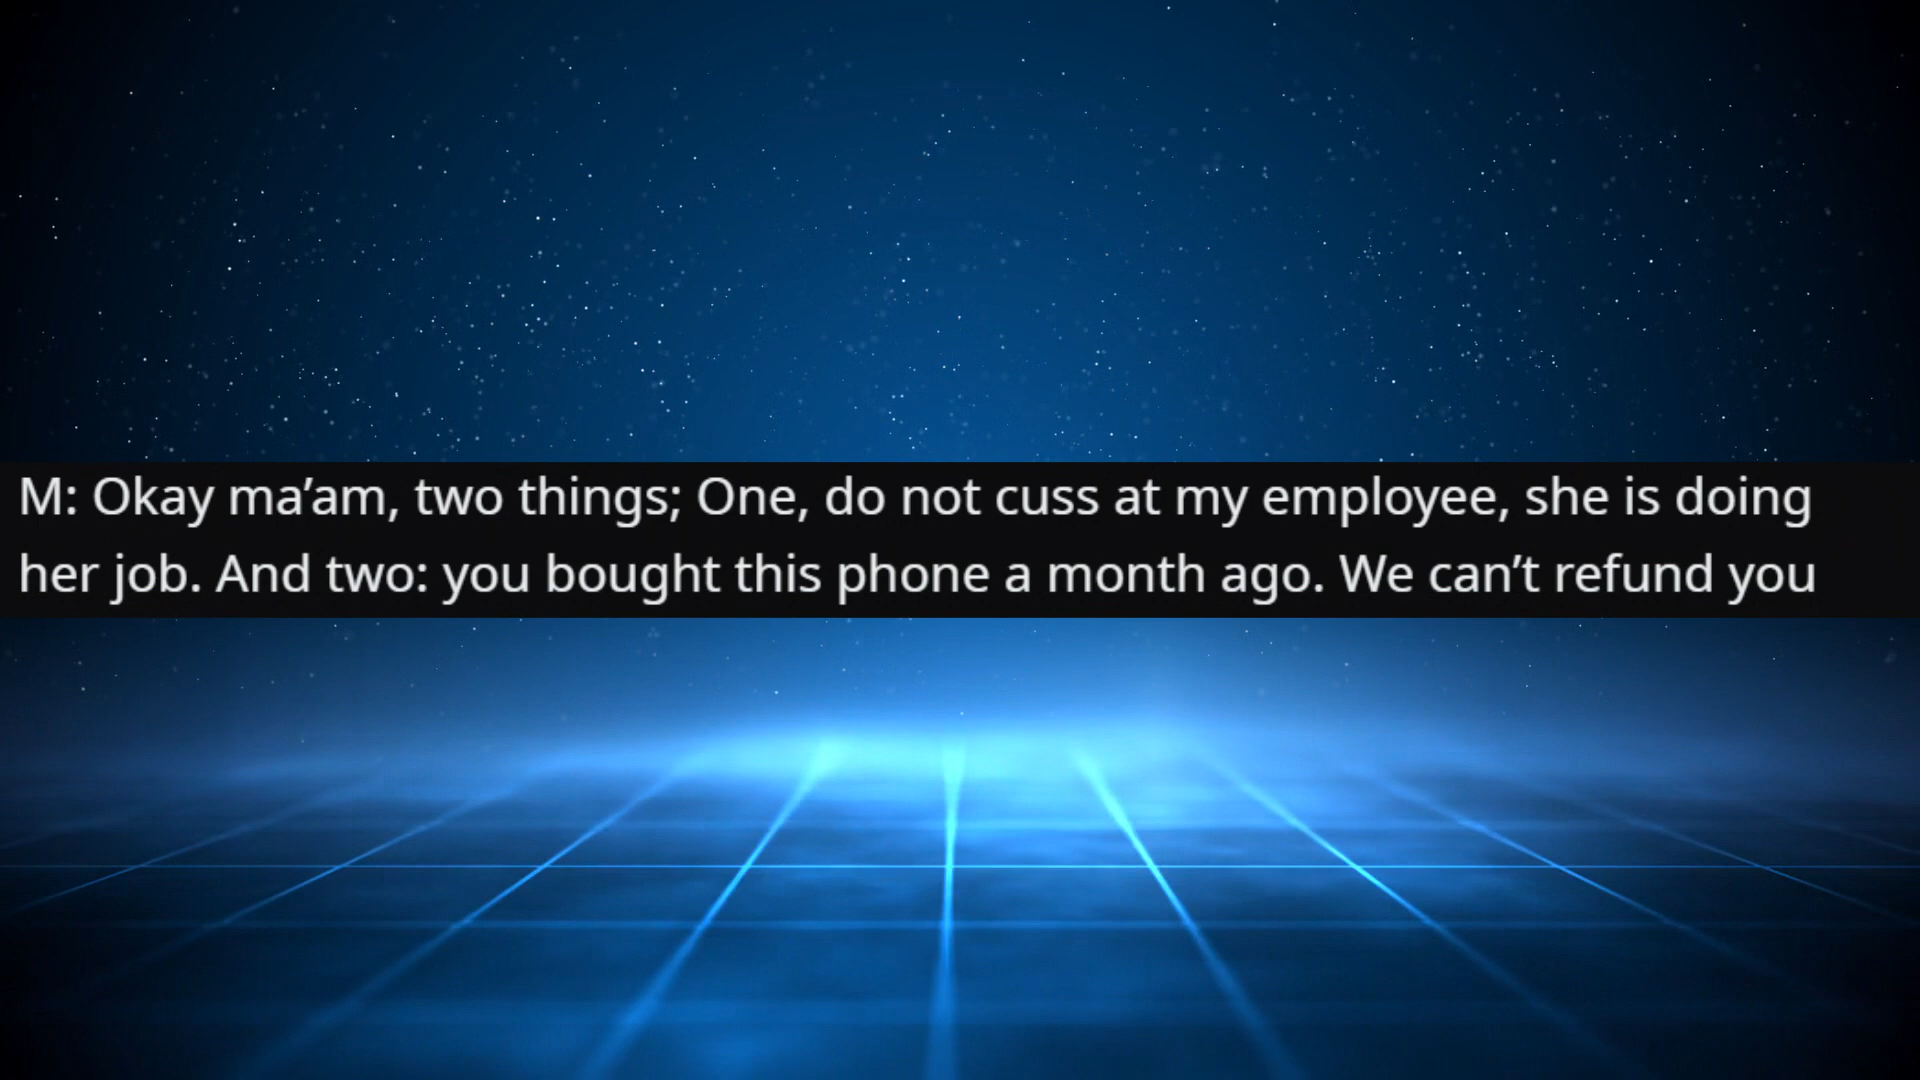 M: Okay ma’am, two things; One, do not cuss at my employee, she is doing
her job. And two: you bought this phone a month ago. We can’t refund you